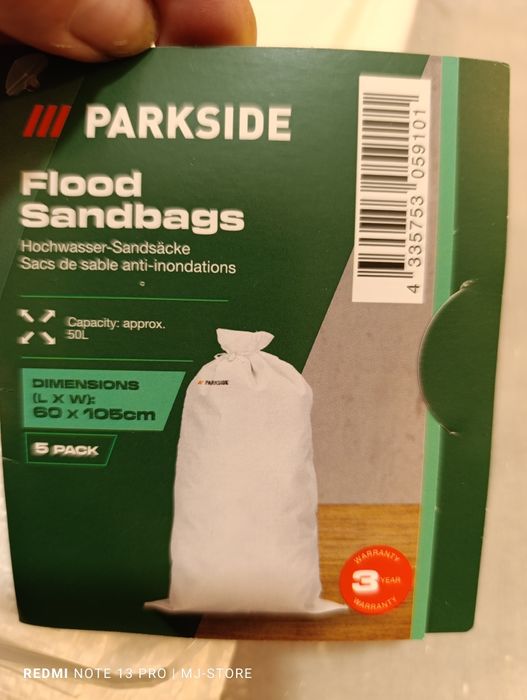 PARKSIDE
Flood
Sandbags
Hochwasser-Sandsäcke
Sacs de sable anti-inondations
Capacity: approx.
50L
DIMENSIONS
(L X W):
60 x 105cm
5 PACK
PARKSIDE
4 335753 059101
WARRANTY
3 YEAR
WARRANTY
REDMI NOTE 13 PRO | MJ-STORE